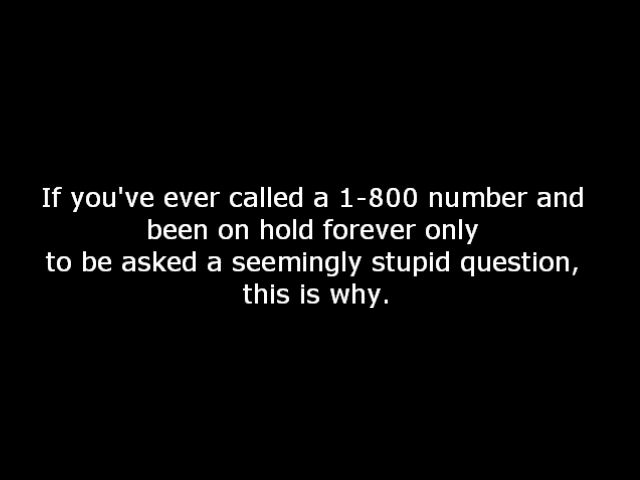 If you've ever called a 1-800 number and
been on hold forever only
to be asked a seemingly stupid question,
this is why.